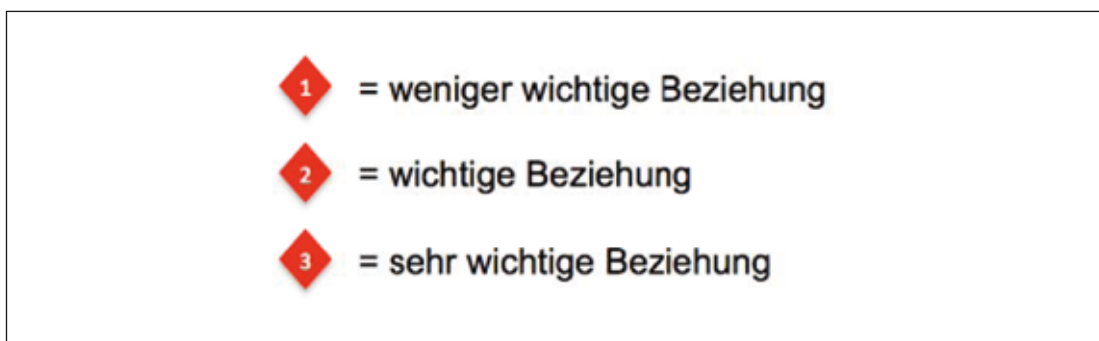 1 = weniger wichtige Beziehung
2 = wichtige Beziehung
3 = sehr wichtige Beziehung